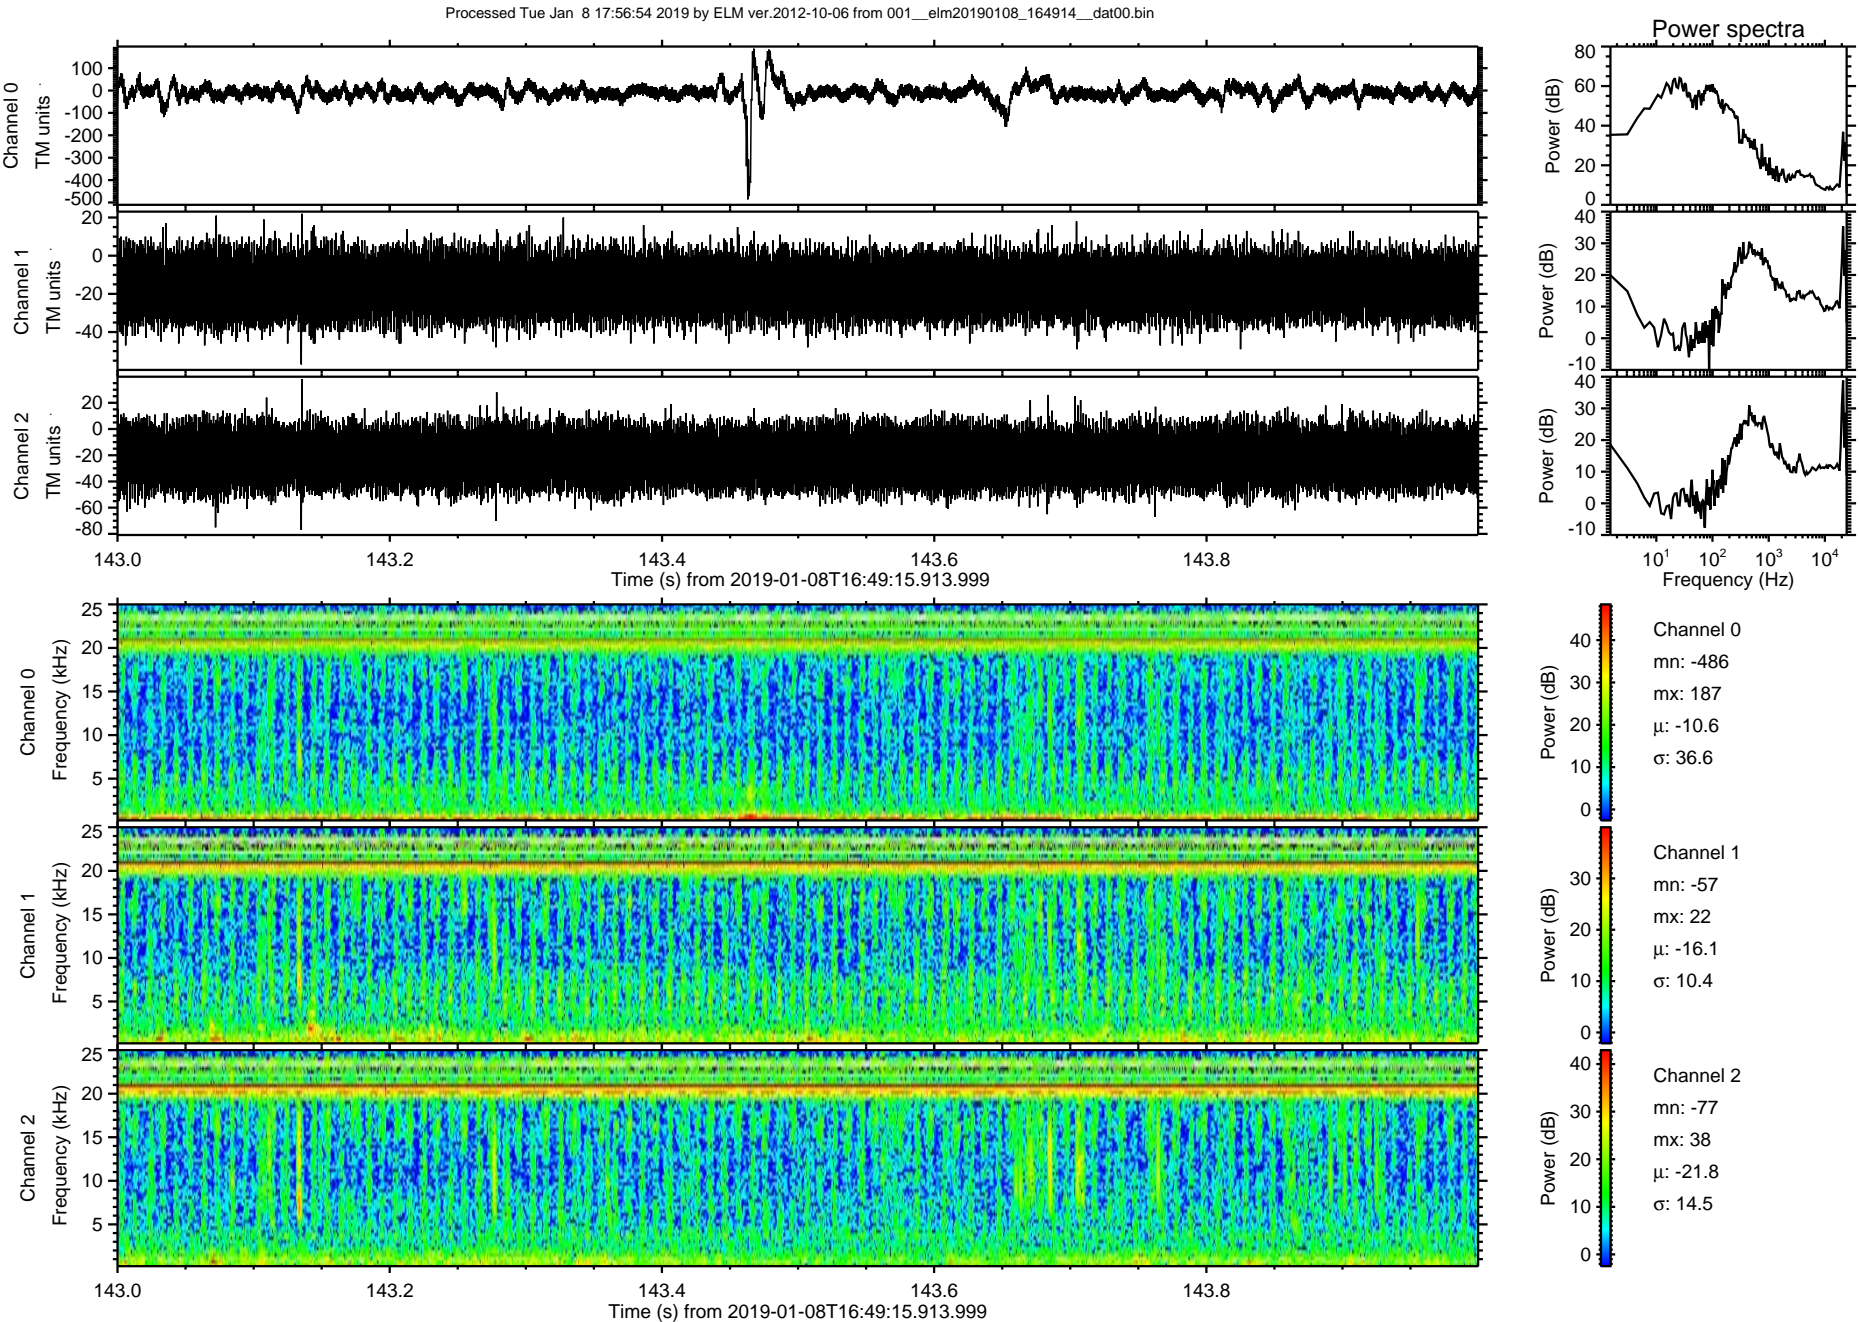 Processed Tue Jan  8 17:56:54 2019 by ELM ver.2012-10-06 from 001__elm20190108_164914__dat00.bin
Power spectra
Channel 0
TM units
100
0
-100
-200
-300
-400
-500
Power (dB)
80
60
40
20
0
Channel 1
TM units
20
0
-20
-40
Power (dB)
40
30
20
10
0
-10
Channel 2
TM units
20
0
-20
-40
-60
-80
Power (dB)
40
30
20
10
0
-10
143.0 143.2 143.4 143.6 143.8
Time (s) from 2019-01-08T16:49:15.913.999
10¹ 10² 10³ 10⁴
Frequency (Hz)
Channel 0
Frequency (kHz)
25
20
15
10
5
Power (dB)
40
30
20
10
0
Channel 0
mn: -486
mx: 187
μ: -10.6
σ: 36.6
Channel 1
Frequency (kHz)
25
20
15
10
5
Power (dB)
30
20
10
0
Channel 1
mn: -57
mx: 22
μ: -16.1
σ: 10.4
Channel 2
Frequency (kHz)
25
20
15
10
5
Power (dB)
40
30
20
10
0
Channel 2
mn: -77
mx: 38
μ: -21.8
σ: 14.5
143.0 143.2 143.4 143.6 143.8
Time (s) from 2019-01-08T16:49:15.913.999